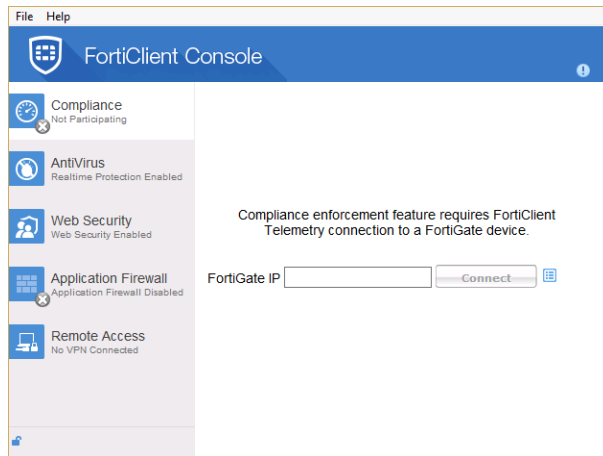 File Help
FortiClient Console
Compliance
Not Participating
AntiVirus
Realtime Protection Enabled
Web Security
Web Security Enabled
Application Firewall
Application Firewall Disabled
Remote Access
No VPN Connected
Compliance enforcement feature requires FortiClient
Telemetry connection to a FortiGate device.
FortiGate IP
Connect